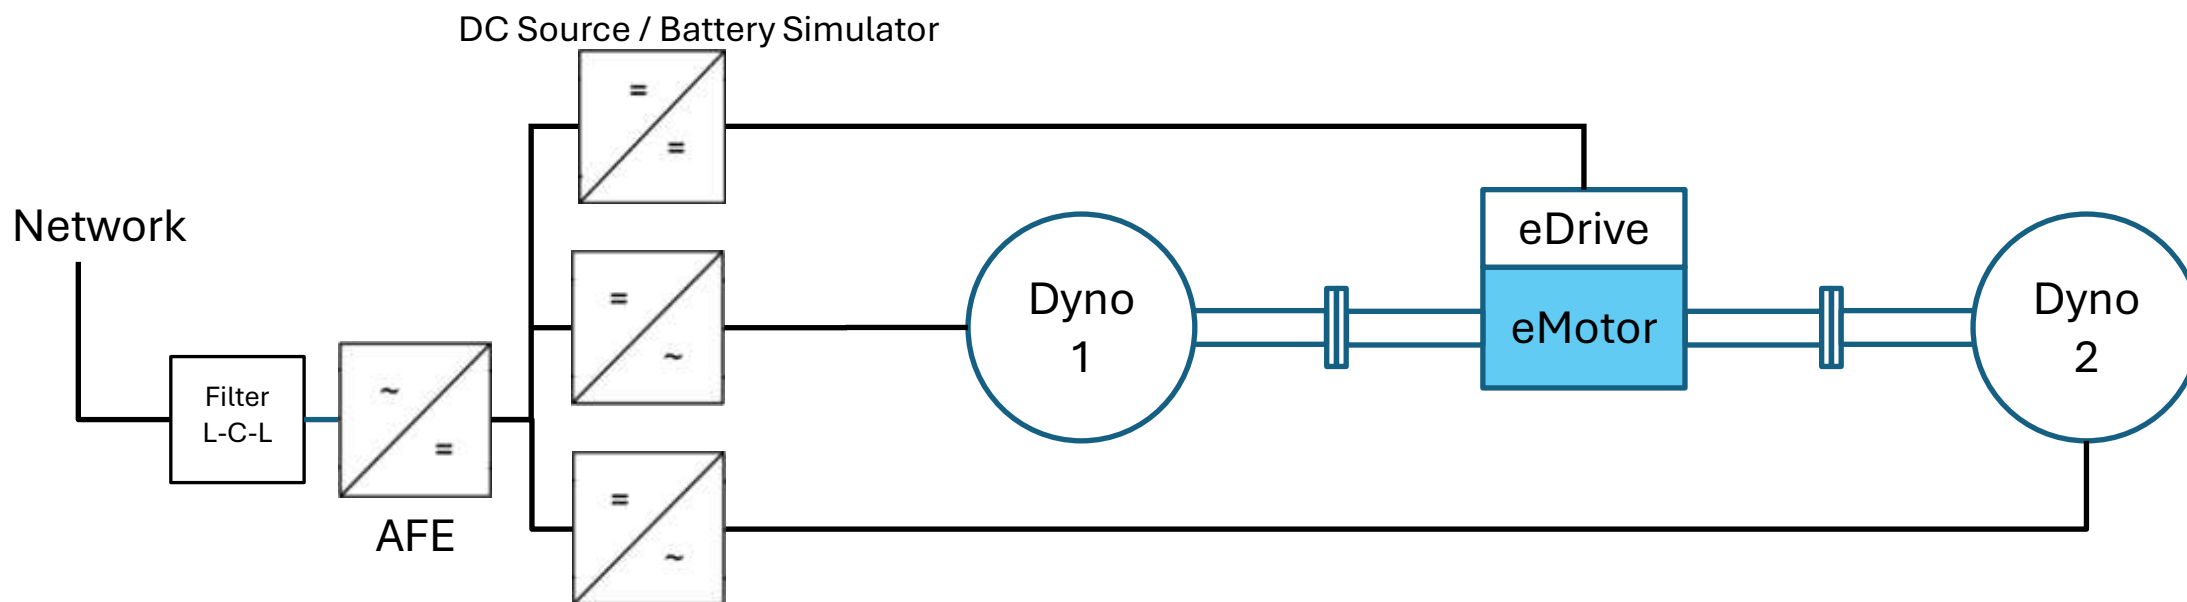 DC Source / Battery Simulator
=
=
Network
eDrive
=
~
Dyno
1
eMotor
Dyno
2
Filter
L-C-L
~
=
AFE
=
~